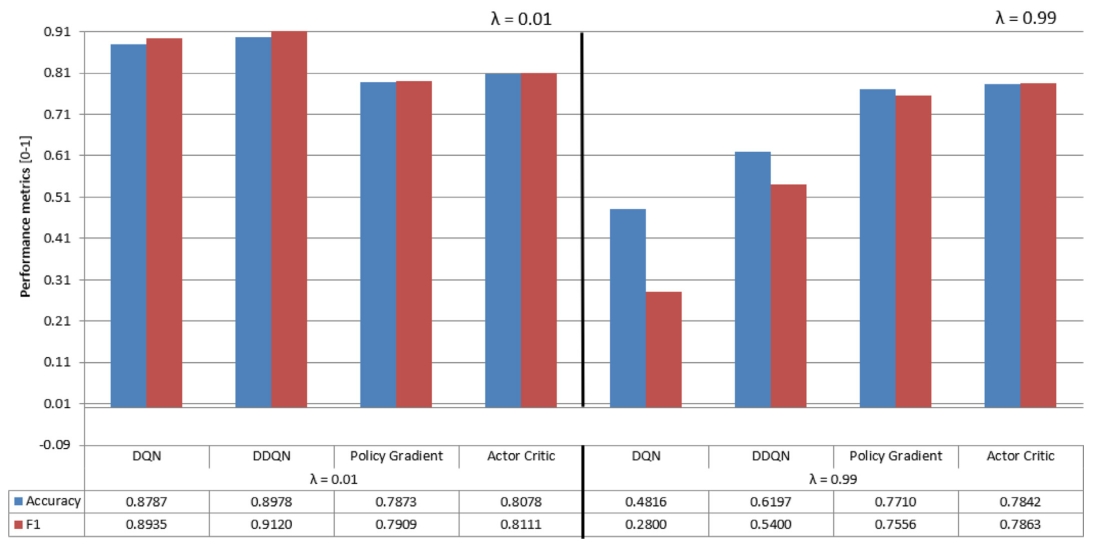 λ = 0.01 λ = 0.99
Performance metrics [0-1]
0.91
0.81
0.71
0.61
0.51
0.41
0.31
0.21
0.11
0.01
-0.09
DQN DDQN Policy Gradient Actor Critic DQN DDQN Policy Gradient Actor Critic
λ = 0.01 λ = 0.99
Accuracy 0.8787 0.8978 0.7873 0.8078 0.4816 0.6197 0.7710 0.7842
F1 0.8935 0.9120 0.7909 0.8111 0.2800 0.5400 0.7556 0.7863